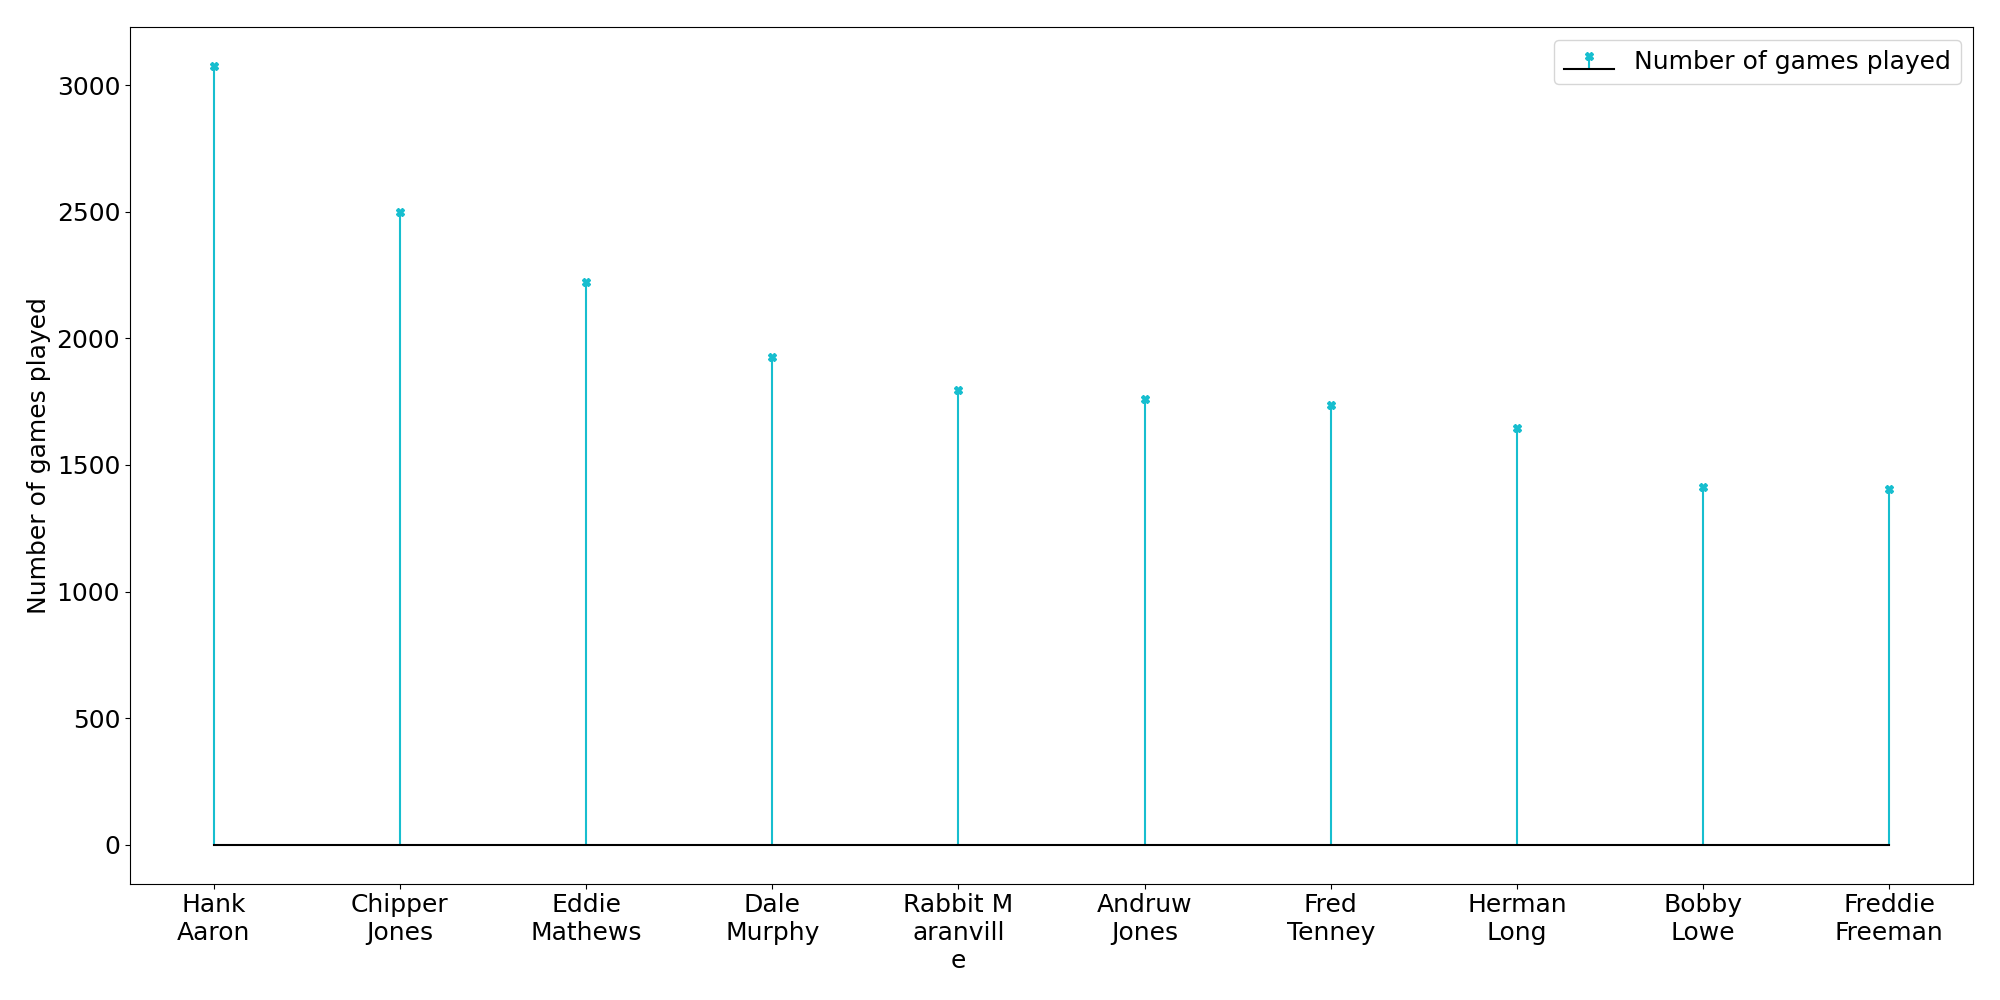 Number of games played
Number of games played
3000
2500
2000
1500
1000
500
0
Hank
Aaron
Chipper
Jones
Eddie
Mathews
Dale
Murphy
Rabbit M
aranvill
e
Andruw
Jones
Fred
Tenney
Herman
Long
Bobby
Lowe
Freddie
Freeman